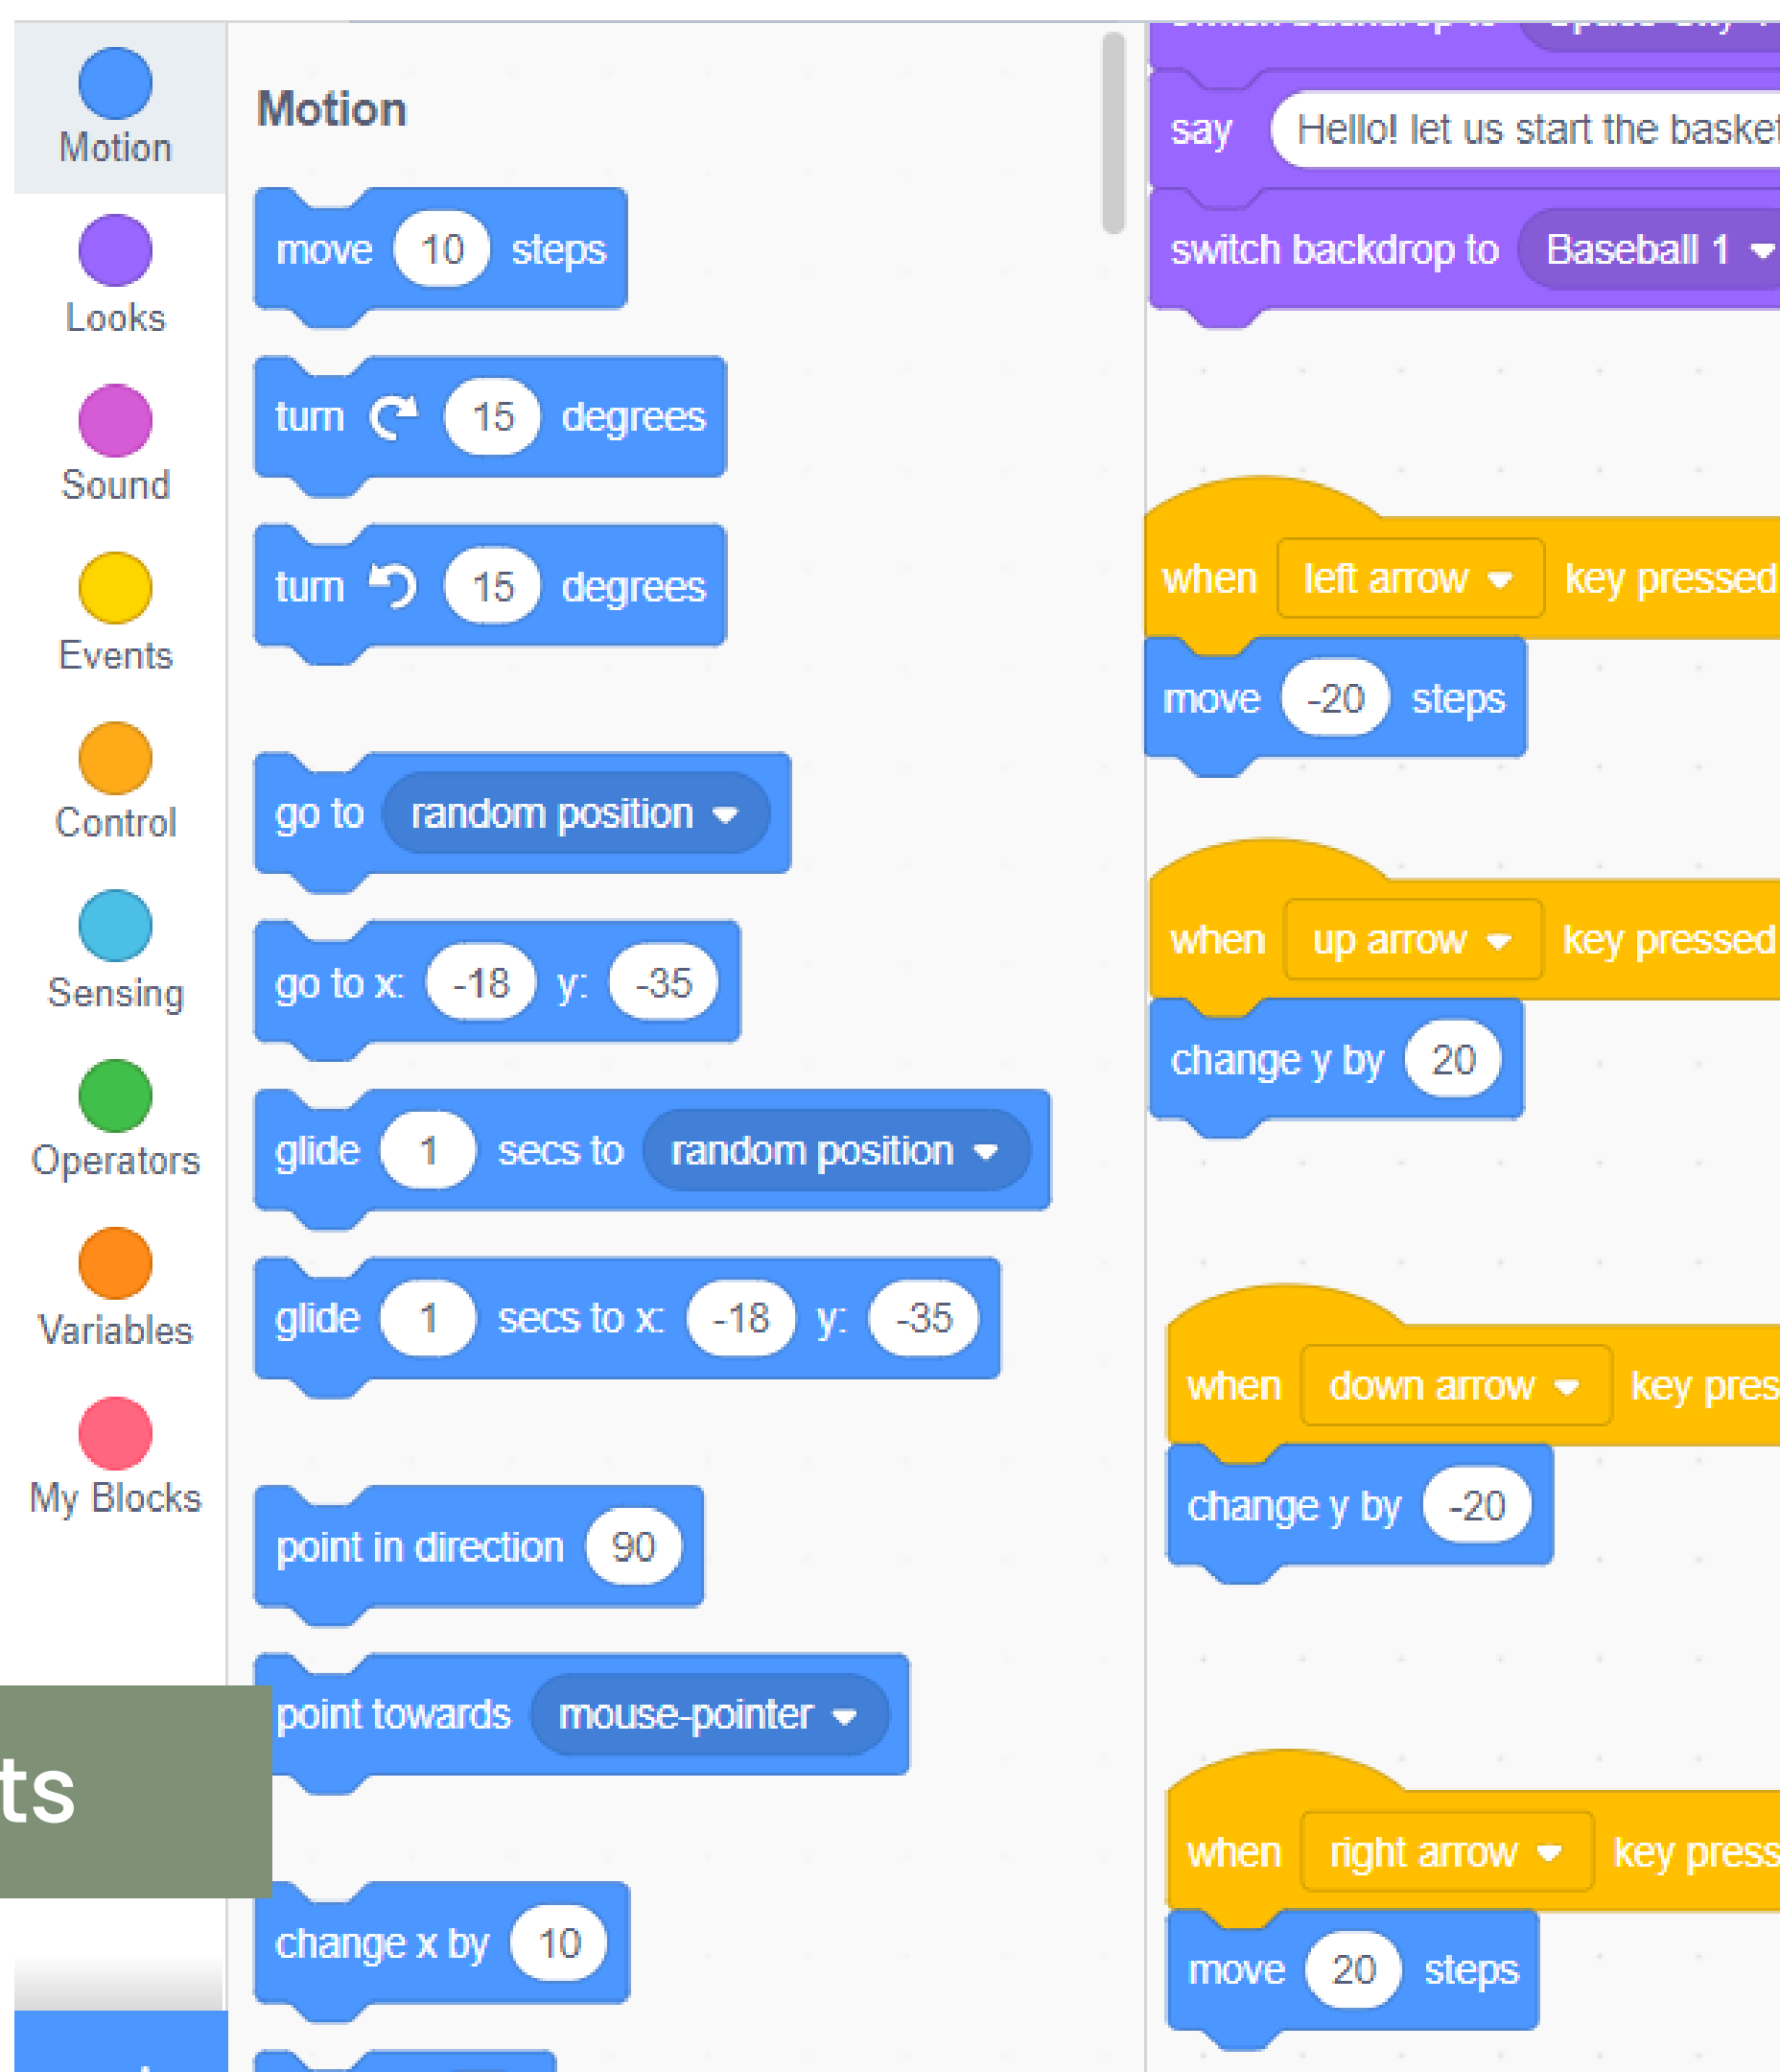 Motion
Looks
Sound
Events
Control
Sensing
Operators
Variables
My Blocks
ts
Motion
move 10 steps
turn 15 degrees
turn 15 degrees
go to random position
go to x: -18 y: -35
glide 1 secs to random position
glide 1 secs to x: -18 y: -35
point in direction 90
point towards mouse-pointer
change x by 10
say Hello! let us start the basket
switch backdrop to Baseball 1
when left arrow key pressed
move -20 steps
when up arrow key pressed
change y by 20
when down arrow key pres
change y by -20
when right arrow key press
move 20 steps